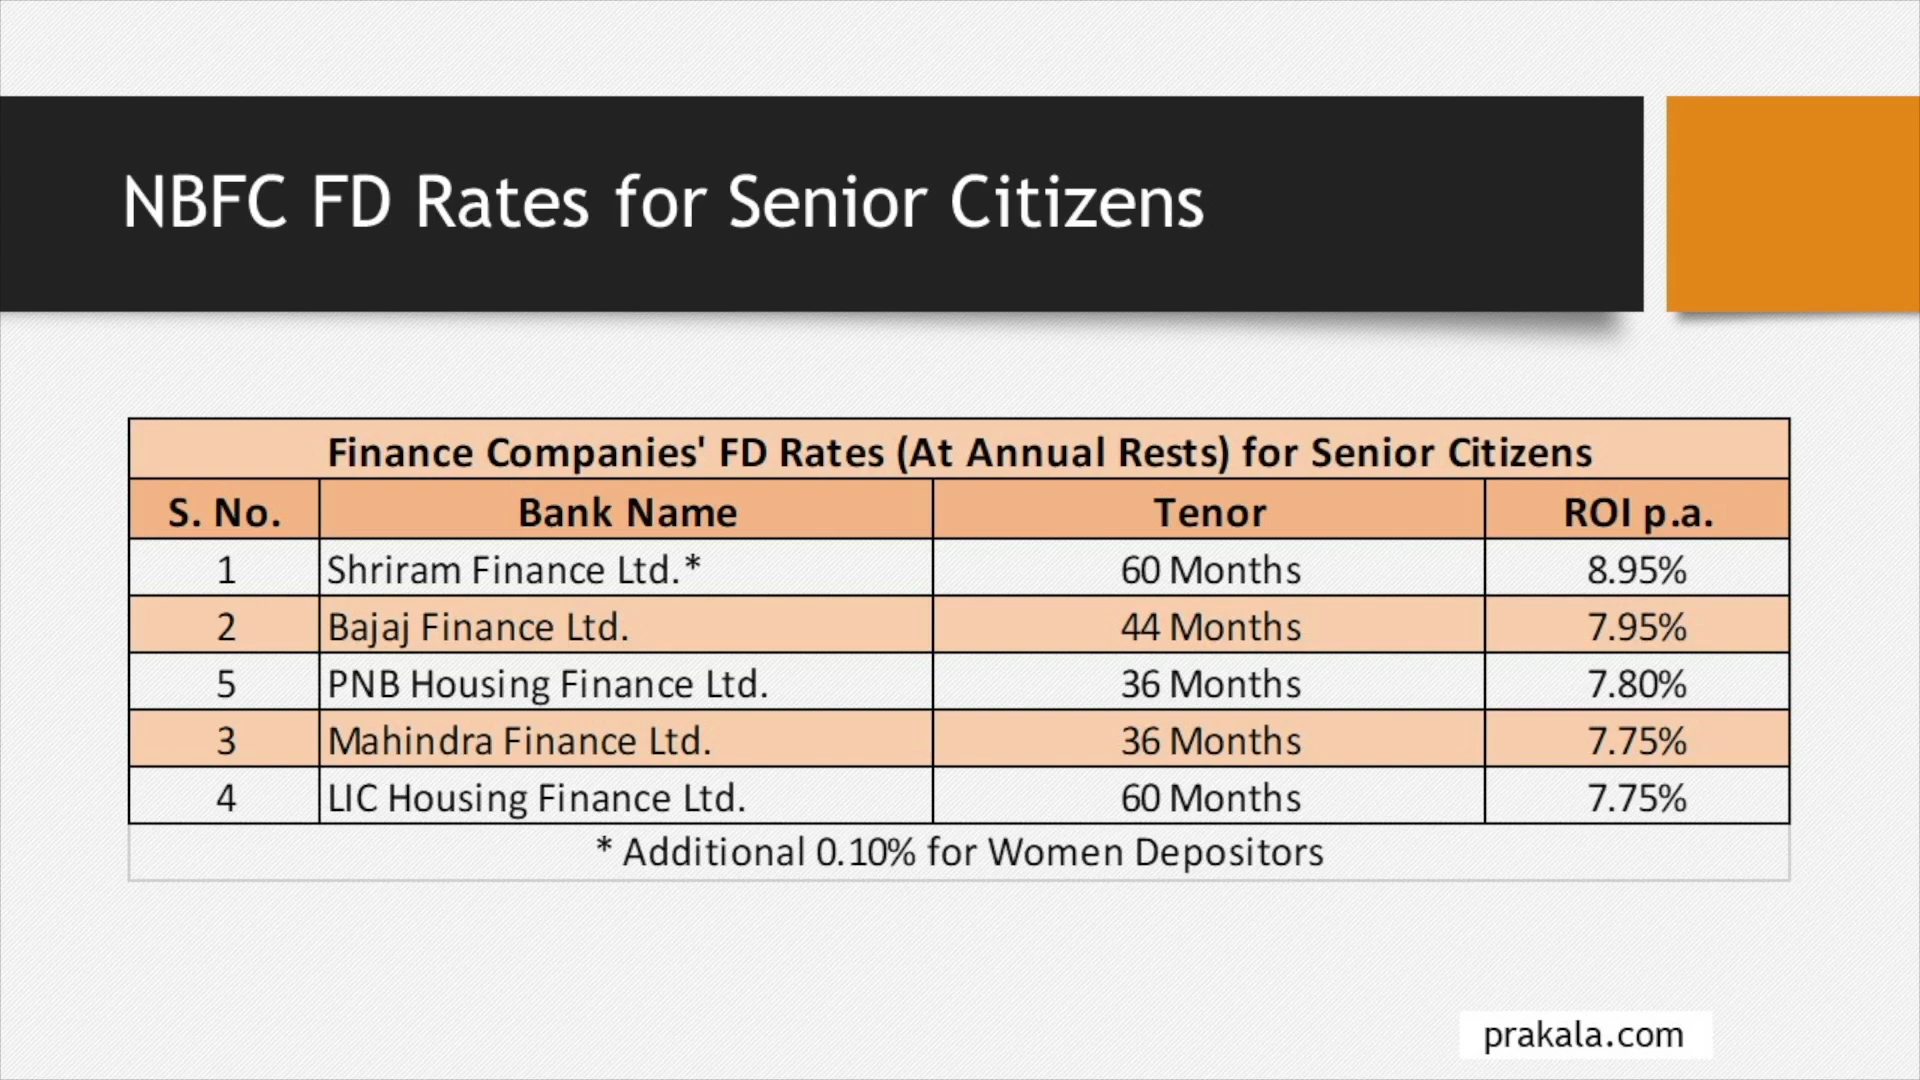 NBFC FD Rates for Senior Citizens
Finance Companies' FD Rates (At Annual Rests) for Senior Citizens
S. No. Bank Name Tenor ROI p.a.
1 Shriram Finance Ltd.* 60 Months 8.95%
2 Bajaj Finance Ltd. 44 Months 7.95%
5 PNB Housing Finance Ltd. 36 Months 7.80%
3 Mahindra Finance Ltd. 36 Months 7.75%
4 LIC Housing Finance Ltd. 60 Months 7.75%
* Additional 0.10% for Women Depositors
prakala.com